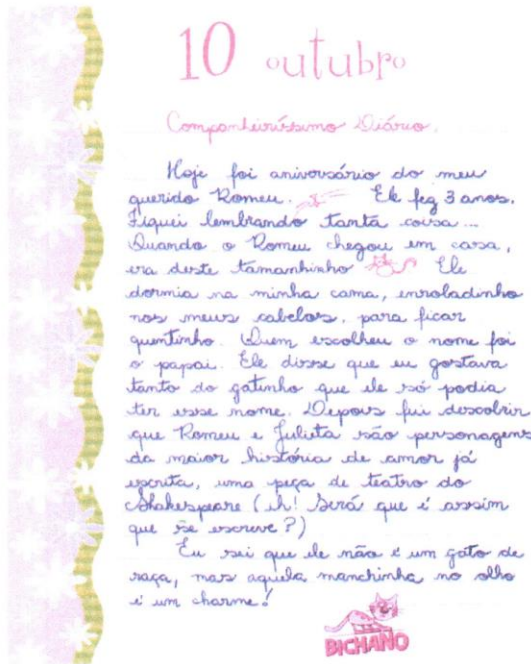 10 outubro
Companheiríssimo Diário,
Hoje foi aniversário do meu
querido Romeu. Ele fez 3 anos.
Fiquei lembrando tanta coisa...
Quando o Romeu chegou em casa,
era deste tamanhinho Ele
dormia na minha cama, enroladinho
nos meus cabelos, para ficar
quentinho. Quem escolheu o nome foi
o papai. Ele disse que eu gostava
tanto do gatinho que ele só podia
ter esse nome. Depois fui descobrir
que Romeu e Julieta são personagens
da maior história de amor já
escrita, uma peça de teatro do
Shakespeare (ih! Será que é assim
que se escreve?)
Eu sei que ele não é um gato de
raça, mas aquela manchinha no olho
é um charme!
BICHANO